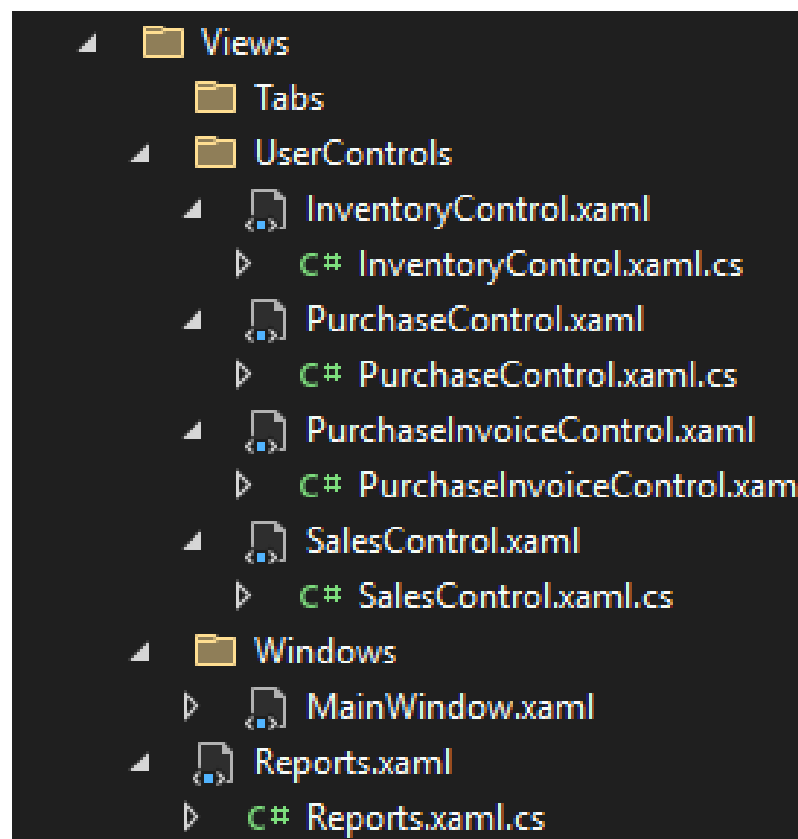 Views
Tabs
UserControls
InventoryControl.xaml
C# InventoryControl.xaml.cs
PurchaseControl.xaml
C# PurchaseControl.xaml.cs
PurchaseInvoiceControl.xaml
C# PurchaseInvoiceControl.xam
SalesControl.xaml
C# SalesControl.xaml.cs
Windows
MainWindow.xaml
Reports.xaml
C# Reports.xaml.cs